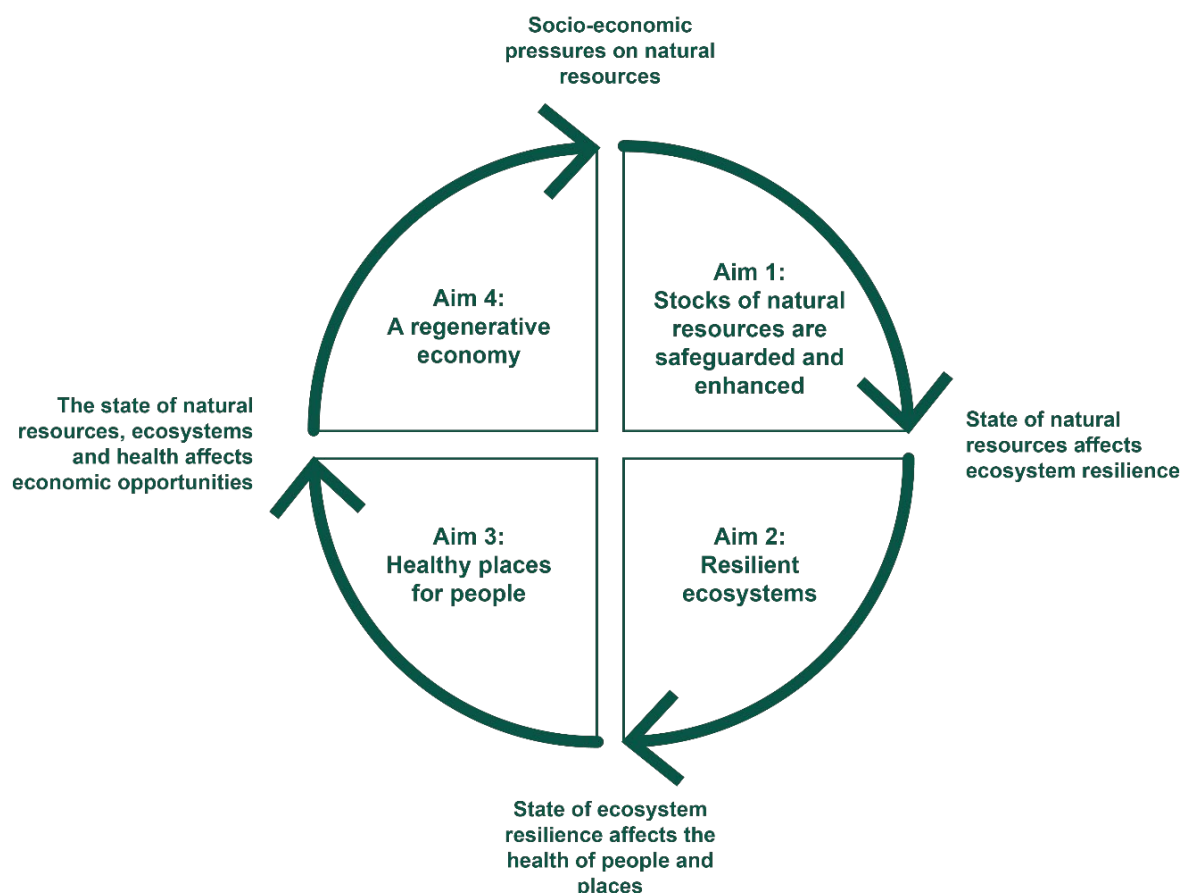 Socio-economic
pressures on natural
resources
Aim 1:
Stocks of natural
resources are
safeguarded and
enhanced
State of natural
resources affects
ecosystem resilience
Aim 2:
Resilient
ecosystems
State of ecosystem
resilience affects the
health of people and
places
Aim 3:
Healthy places
for people
The state of natural
resources, ecosystems
and health affects
economic opportunities
Aim 4:
A regenerative
economy